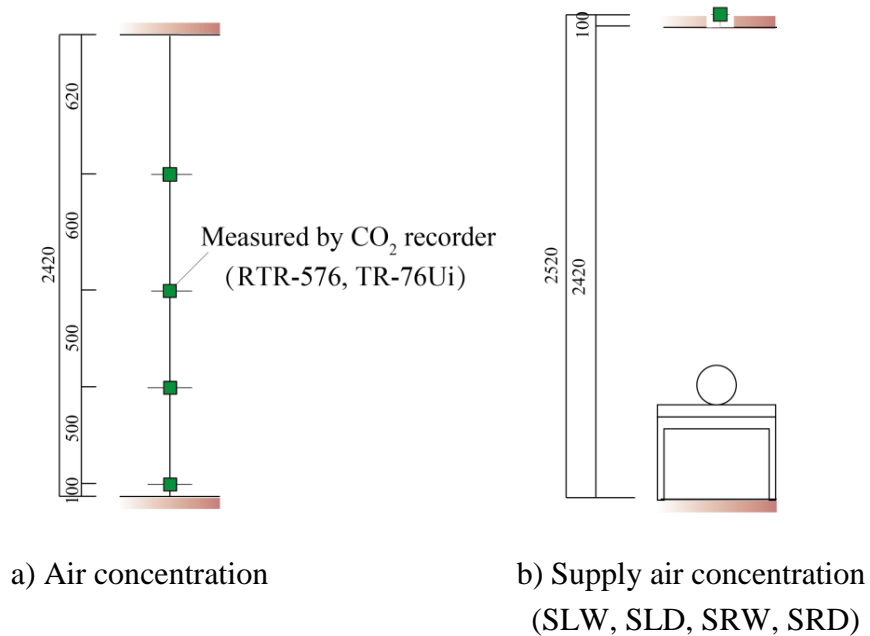 620
600
500
500
100
2420
Measured by CO₂ recorder
(RTR-576, TR-76Ui)
a) Air concentration
100
2520
2420
b) Supply air concentration
(SLW, SLD, SRW, SRD)